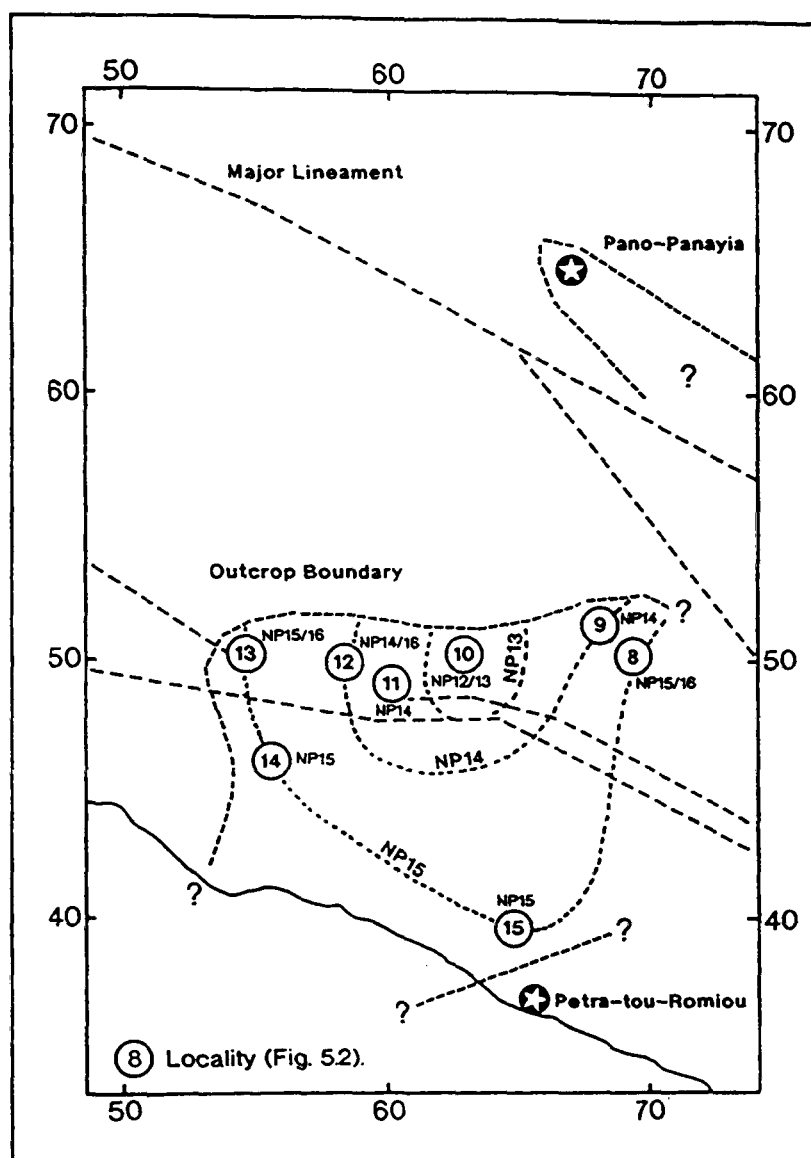 50 60 70
70 70
Major Lineament
Pano-Panayia
?
60 60
Outcrop Boundary
?
13 NP15/16
12 NP14/16
10
NP13
9 NP14
50 50
11
NP12/13
8
NP14
NP15/16
14 NP15
NP14
NP15
NP15
15
40 40
?
?
?
Petra-tou-Romiou
8 Locality (Fig. 5.2).
50 60 70